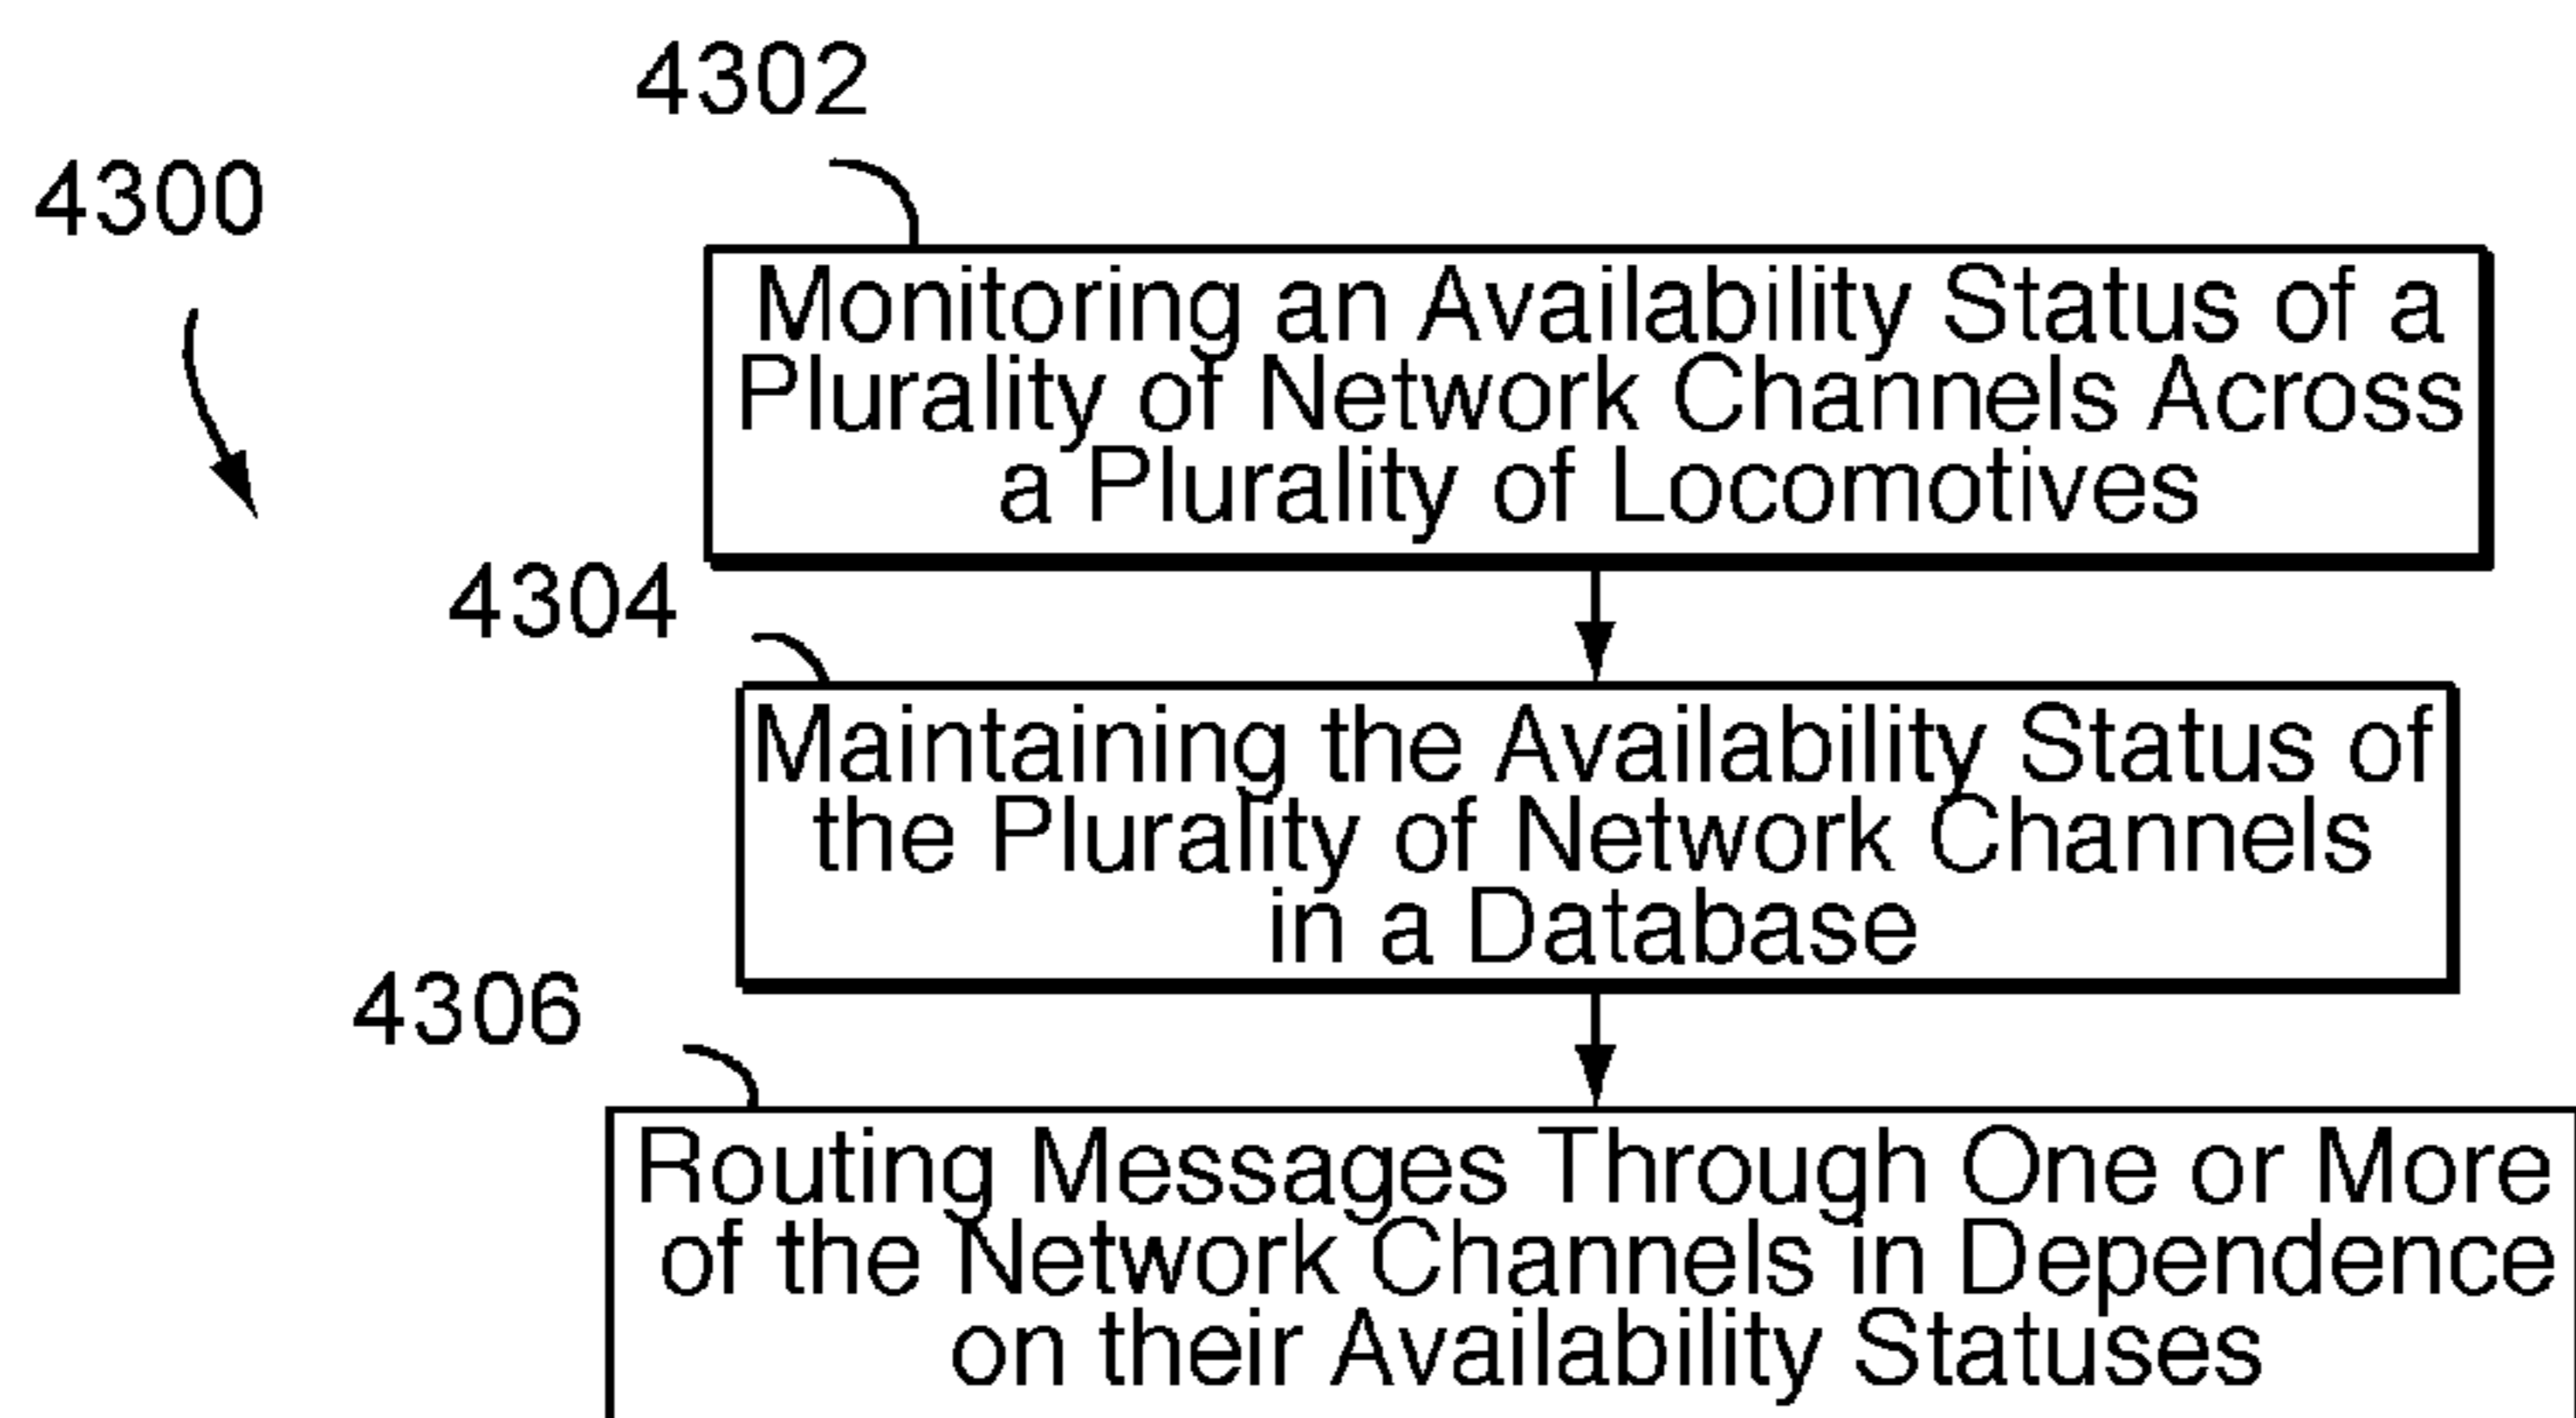 4302
4300
Monitoring an Availability Status of a
Plurality of Network Channels Across
a Plurality of Locomotives
4304
Maintaining the Availability Status of
the Plurality of Network Channels
in a Database
4306
Routing Messages Through One or More
of the Network Channels in Dependence
on their Availability Statuses